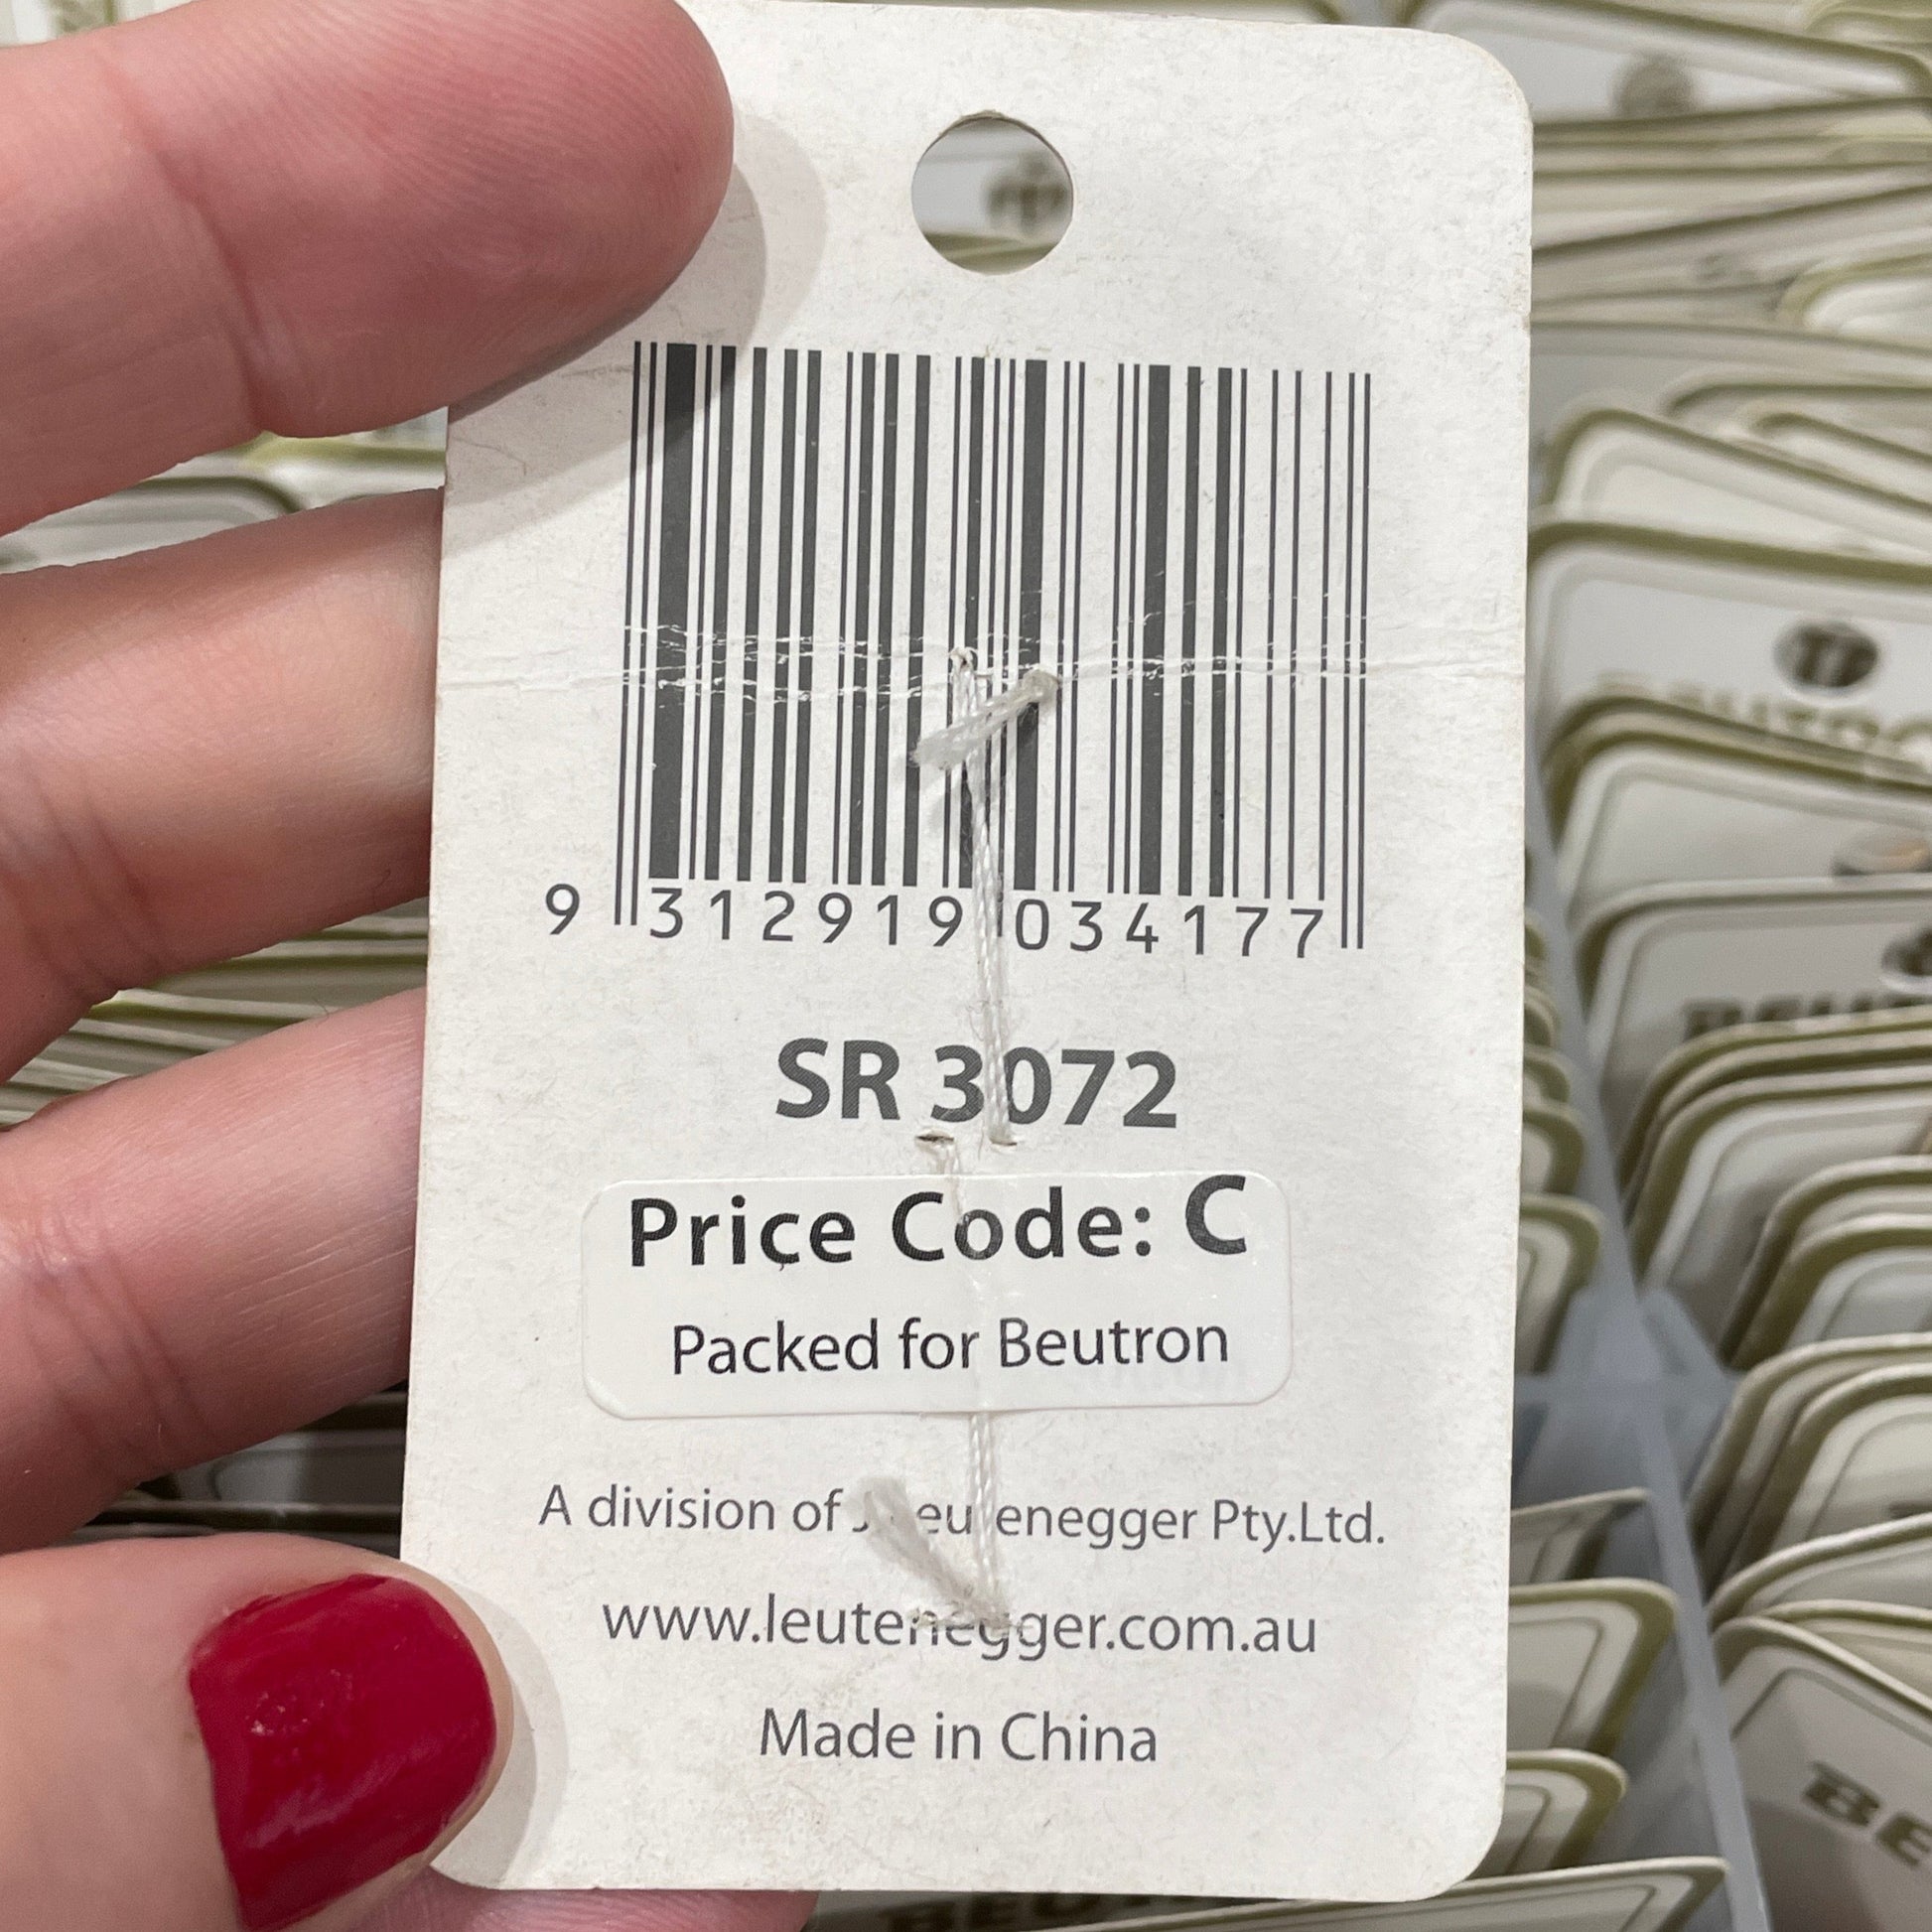 9 312919 034177
SR 3072
Price Code: C
Packed for Beutron
A division of enegger Pty.Ltd.
www.leutenegger.com.au
Made in China